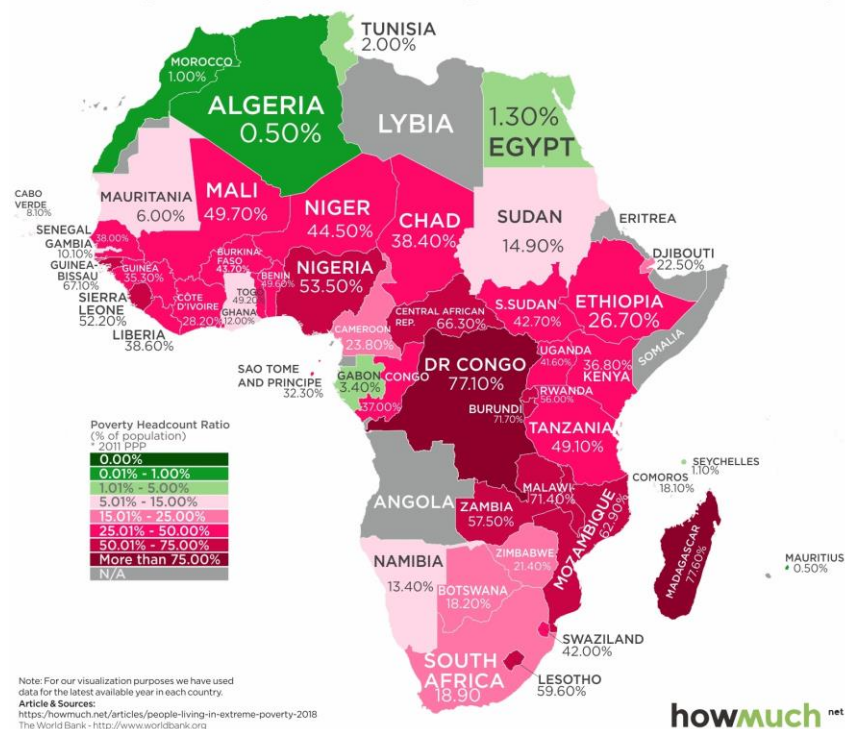 TUNISIA
2.00%
MOROCCO
1.00%
ALGERIA
0.50%
LYBIA
1.30%
EGYPT
CABO
VERDE
8.10%
MAURITANIA
6.00%
MALI
49.70%
NIGER
44.50%
CHAD
38.40%
SUDAN
14.90%
ERITREA
DJIBOUTI
22.50%
SENEGAL
38.00%
GAMBIA
10.10%
GUINEA-
BISSAU
67.10%
GUINEA
35.30%
SIERRA
LEONE
52.20%
LIBERIA
38.60%
CÔTE
D'IVOIRE
28.20%
BURKINA-
FASO
43.70%
GHANA
12.00%
TOGO
49.20%
BENIN
49.60%
NIGERIA
53.50%
CAMEROON
23.80%
CENTRAL AFRICAN
REP.
66.30%
S.SUDAN
42.70%
ETHIOPIA
26.70%
SOMALIA
SAO TOME
AND PRINCIPE
32.30%
GABON
3.40%
CONGO
37.00%
DR CONGO
77.10%
UGANDA
41.60%
36.80%
KENYA
RWANDA
56.00%
BURUNDI
71.70%
TANZANIA
49.10%
SEYCHELLES
1.10%
COMOROS
18.10%
ANGOLA
ZAMBIA
57.50%
MALAWI-
71.40%
MOZAMBIQUE
62.90%
MADAGASCAR
77.60%
MAURITIUS
0.50%
NAMIBIA
13.40%
BOTSWANA
18.20%
ZIMBABWE
21.40%
SOUTH
AFRICA
18.90
SWAZILAND
42.00%
LESOTHO
59.60%
Poverty Headcount Ratio
(% of population)
* 2011 PPP
0.00%
0.01% - 1.00%
1.01% - 5.00%
5.01% - 15.00%
15.01% - 25.00%
25.01% - 50.00%
50.01% - 75.00%
More than 75.00%
N/A
Note: For our visualization purposes we have used
data for the latest available year in each country.
Article & Sources:
https:/howmuch.net/articles/people-living-in-extreme-poverty-2018
The World Bank - http://www.worldbank.org
howmuch net